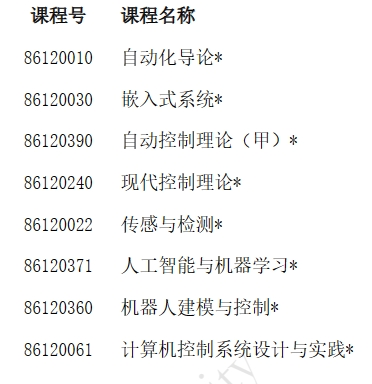 课程号 课程名称
86120010 自动化导论*
86120030 嵌入式系统*
86120390 自动控制理论（甲）*
86120240 现代控制理论*
86120022 传感与检测*
86120371 人工智能与机器学习*
86120360 机器人建模与控制*
86120061 计算机控制系统设计与实践*